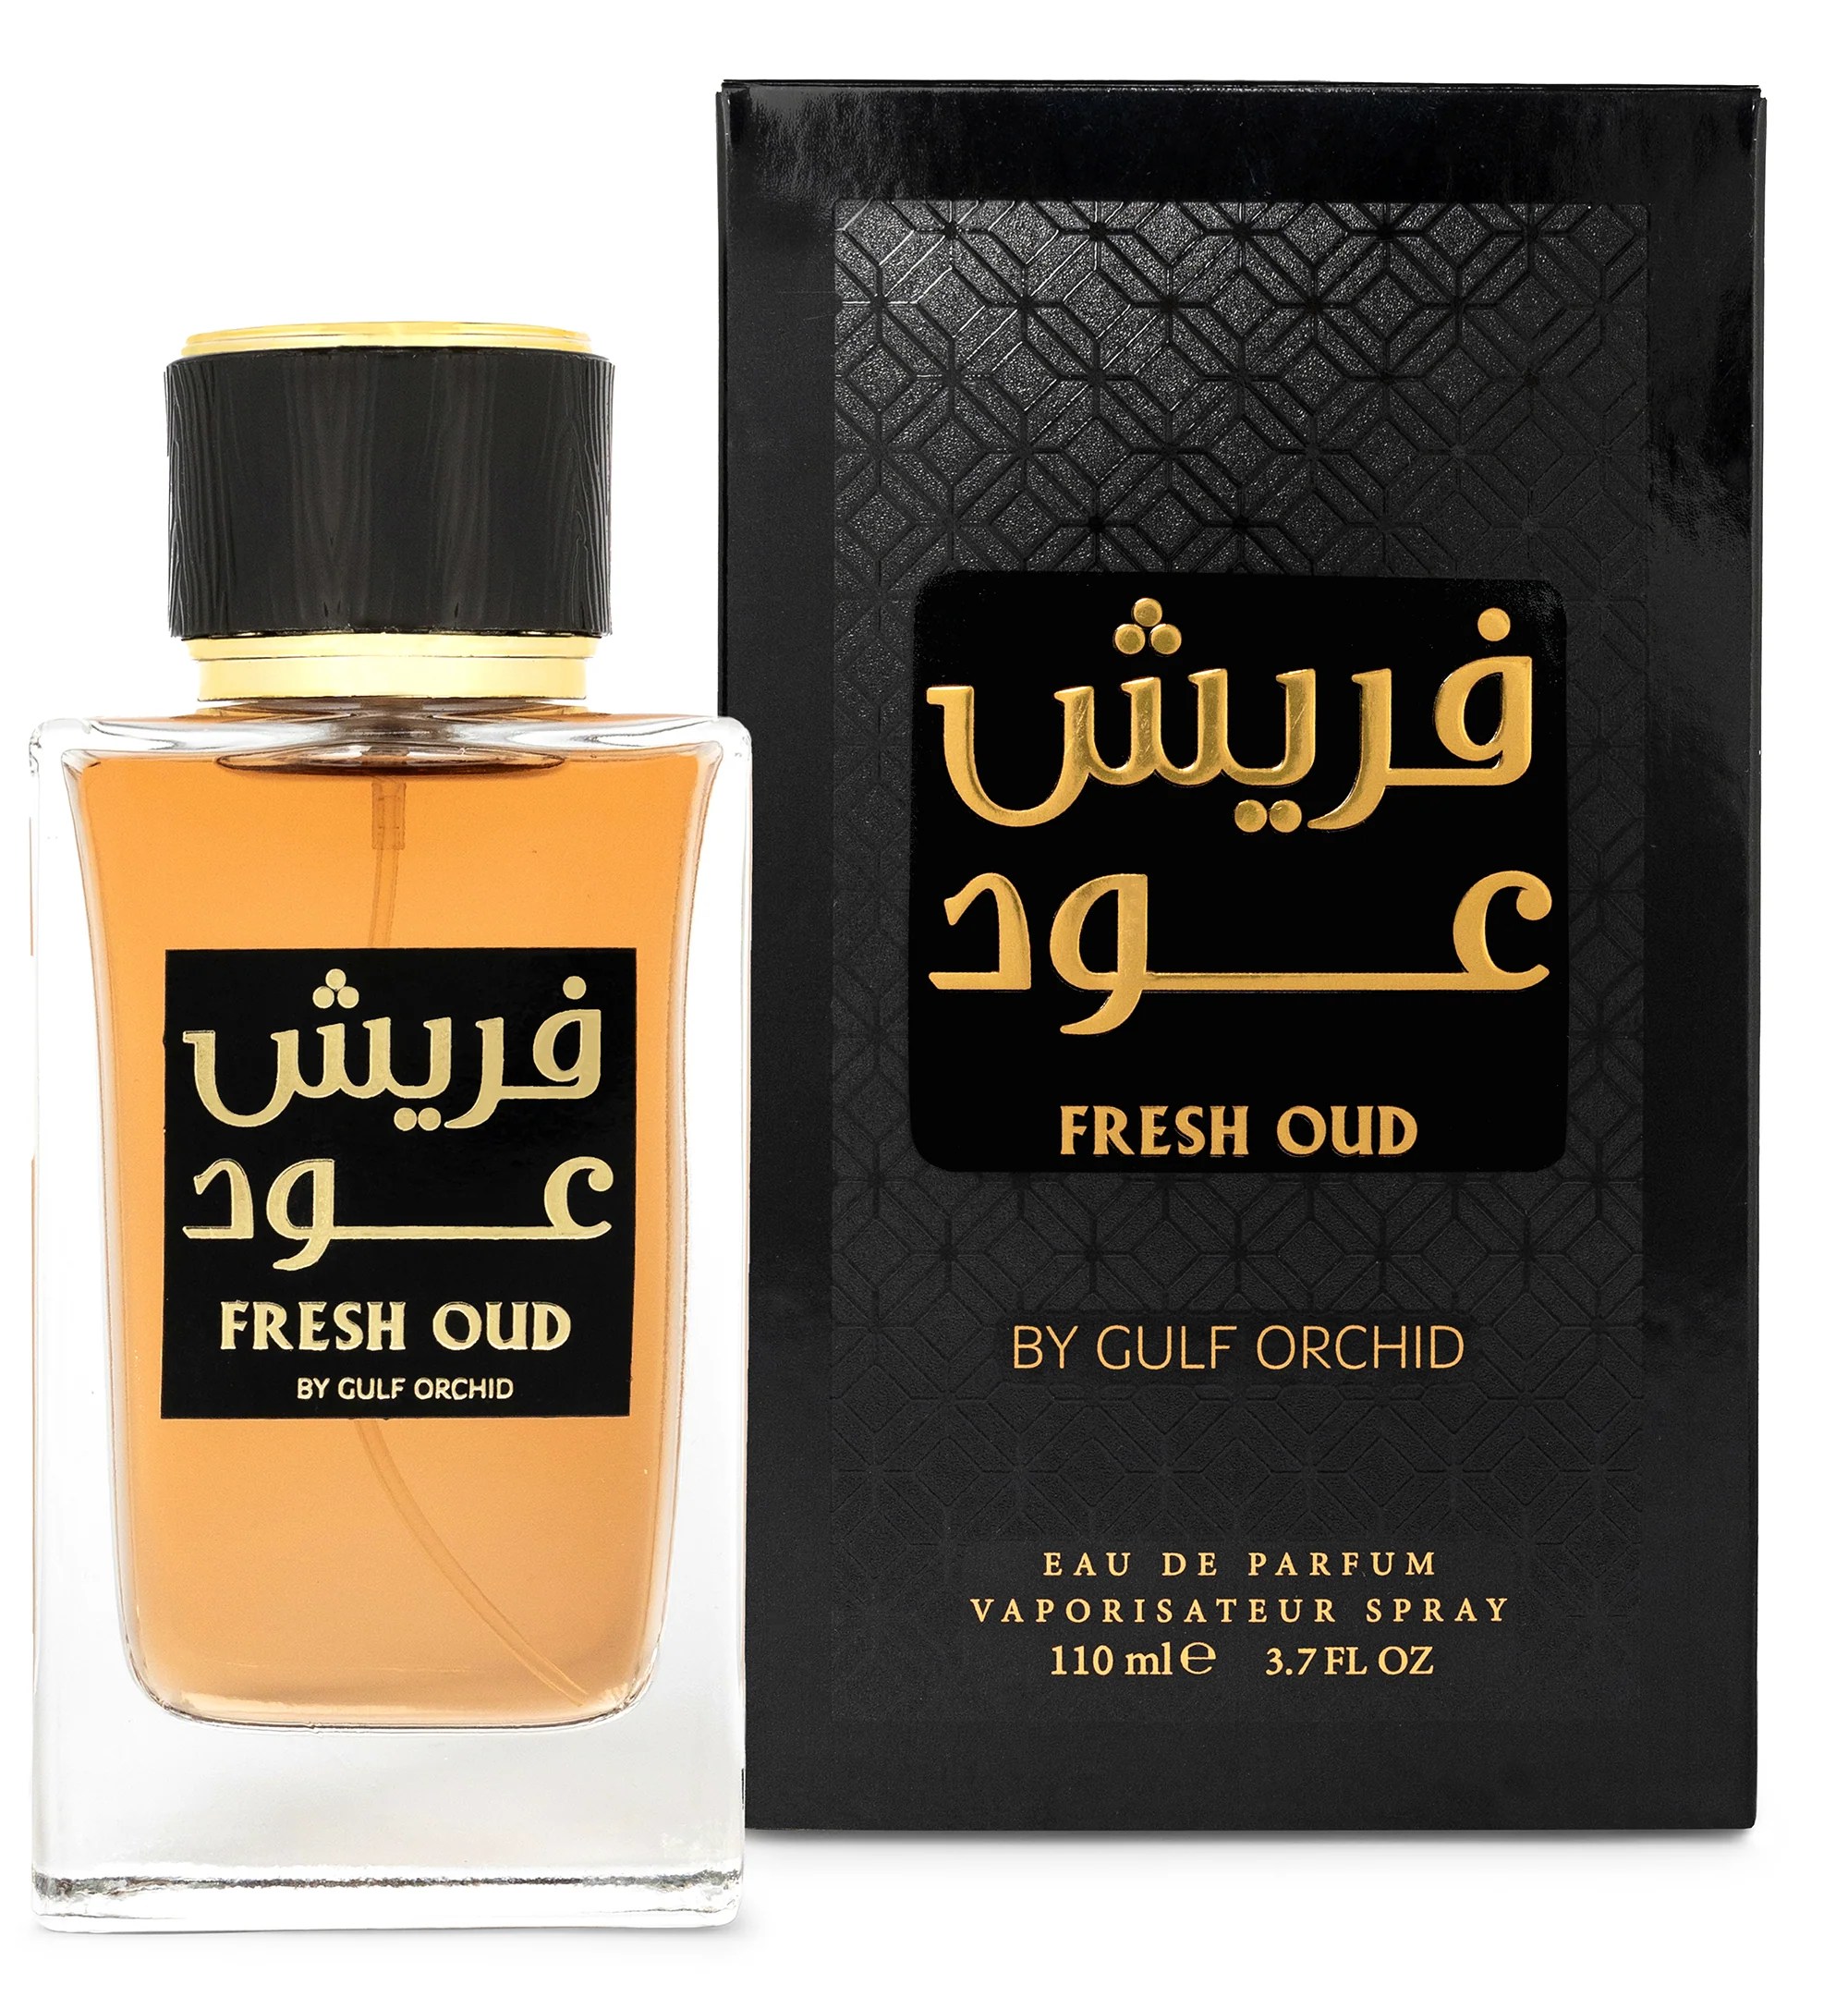 فريش
عود
FRESH OUD
BY GULF ORCHID
فريش
عود
FRESH OUD
BY GULF ORCHID
EAU DE PARFUM
VAPORISATEUR SPRAY
110 ml℮ 3.7 FL OZ